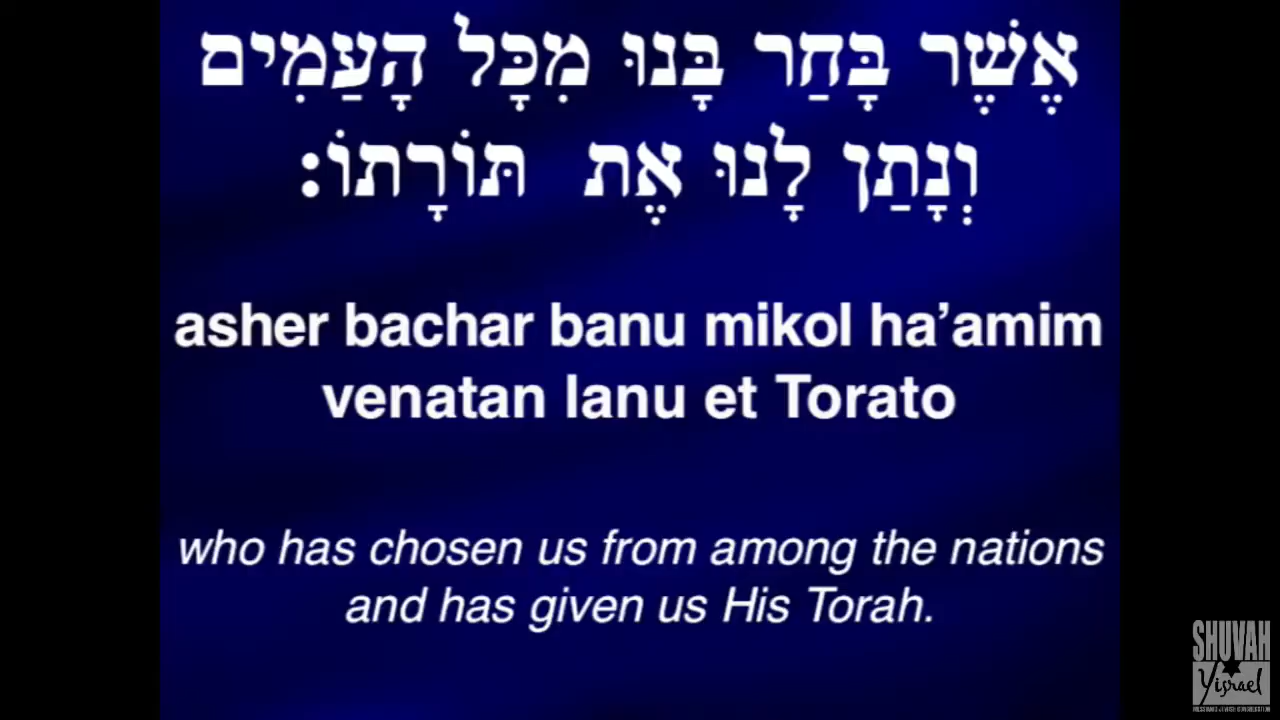 אֲשֶׁר בָּחַר בָּנוּ מִכָּל הָעַמִים
וְנָתַן לָנוּ אֶת תּוֹרָתוֹ:
asher bachar banu mikol ha’amim
venatan lanu et Torato
who has chosen us from among the nations
and has given us His Torah.
SHUVAH
Yisrael